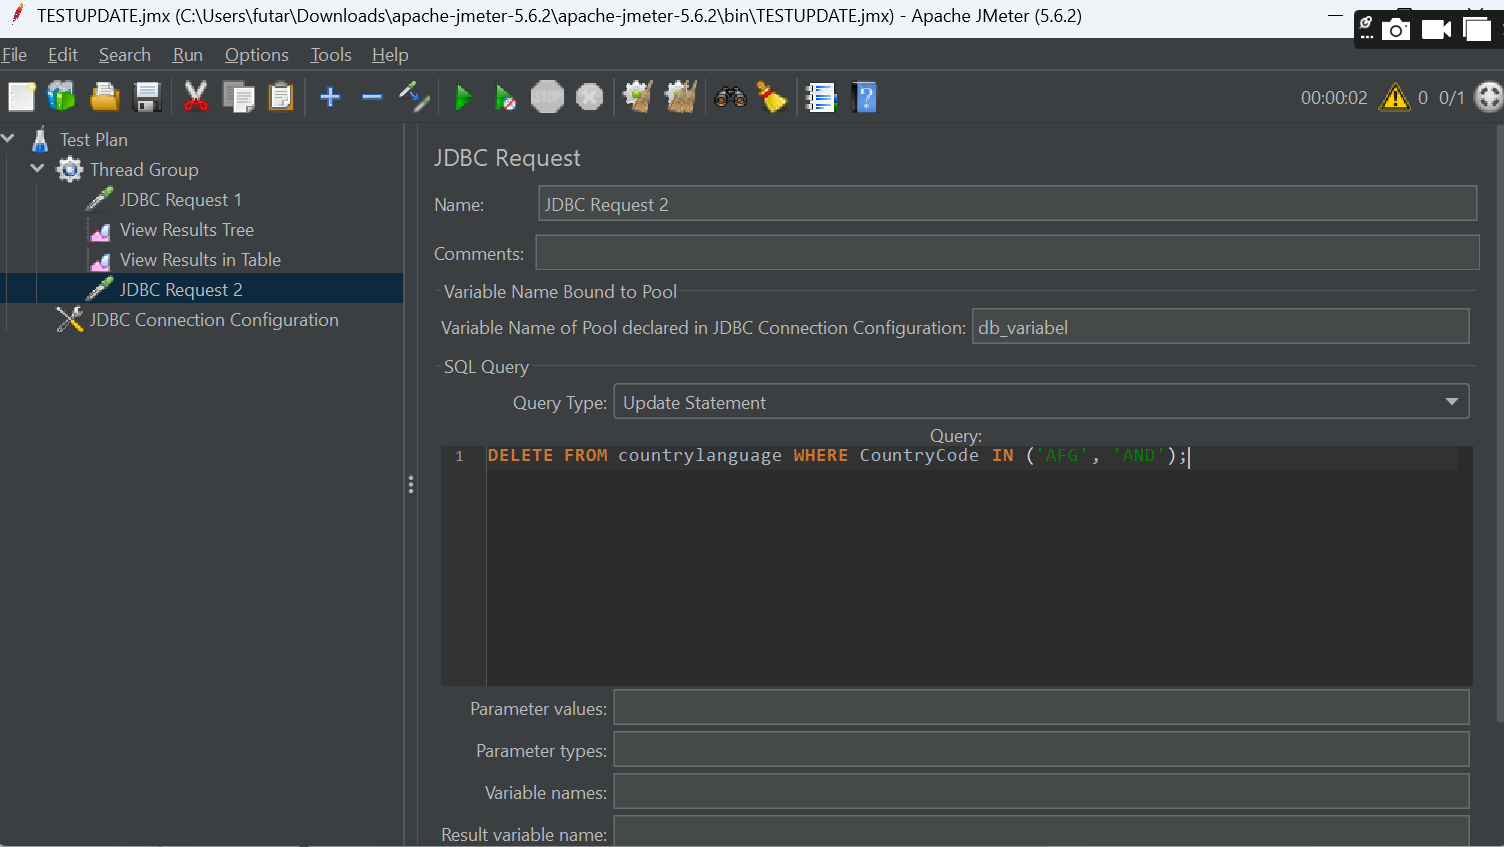 TESTUPDATE.jmx (C:\Users\futar\Downloads\apache-jmeter-5.6.2\apache-jmeter-5.6.2\bin\TESTUPDATE.jmx) - Apache JMeter (5.6.2)
File Edit Search Run Options Tools Help
STOP 00:00:02 0 0/1
Test Plan
Thread Group
JDBC Request 1
View Results Tree
View Results in Table
JDBC Request 2
JDBC Connection Configuration
JDBC Request
Name: JDBC Request 2
Comments:
Variable Name Bound to Pool
Variable Name of Pool declared in JDBC Connection Configuration: db_variabel
SQL Query
Query Type: Update Statement
Query:
1 DELETE FROM countrylanguage WHERE CountryCode IN ('AFG', 'AND');
Parameter values:
Parameter types:
Variable names:
Result variable name: